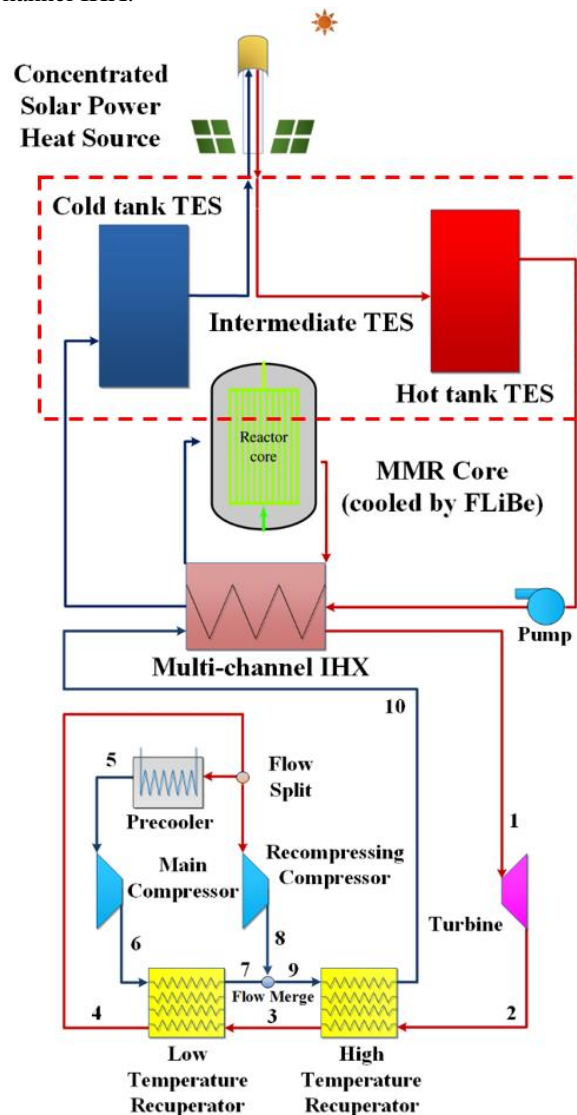 Concentrated
Solar Power
Heat Source
Cold tank TES
Intermediate TES
Hot tank TES
Reactor
core
MMR Core
(cooled by FLiBe)
Pump
Multi-channel IHX
10
5
Flow
Split
1
Precooler
Main
Compressor
Recompressing
Compressor
Turbine
6
8
7
9
Flow Merge
4
3
2
Low
Temperature
Recuperator
High
Temperature
Recuperator